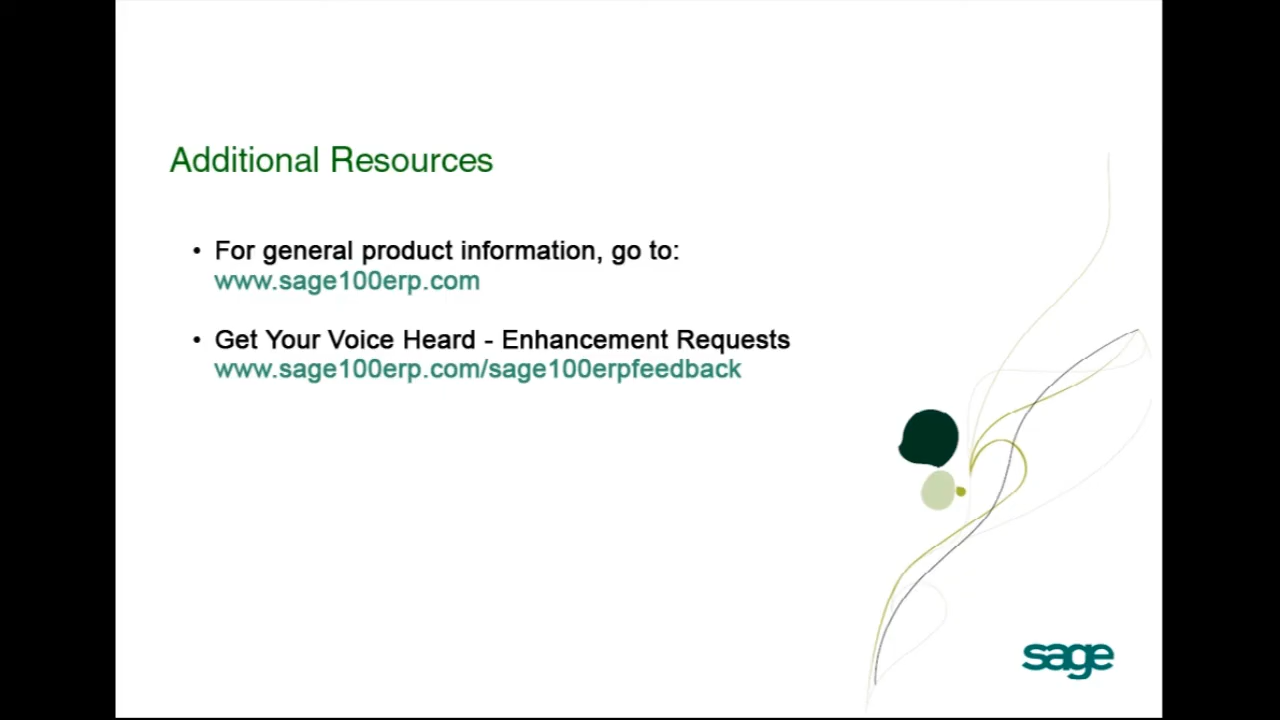 Additional Resources
• For general product information, go to:
www.sage100erp.com
• Get Your Voice Heard - Enhancement Requests
www.sage100erp.com/sage100erpfeedback
sage